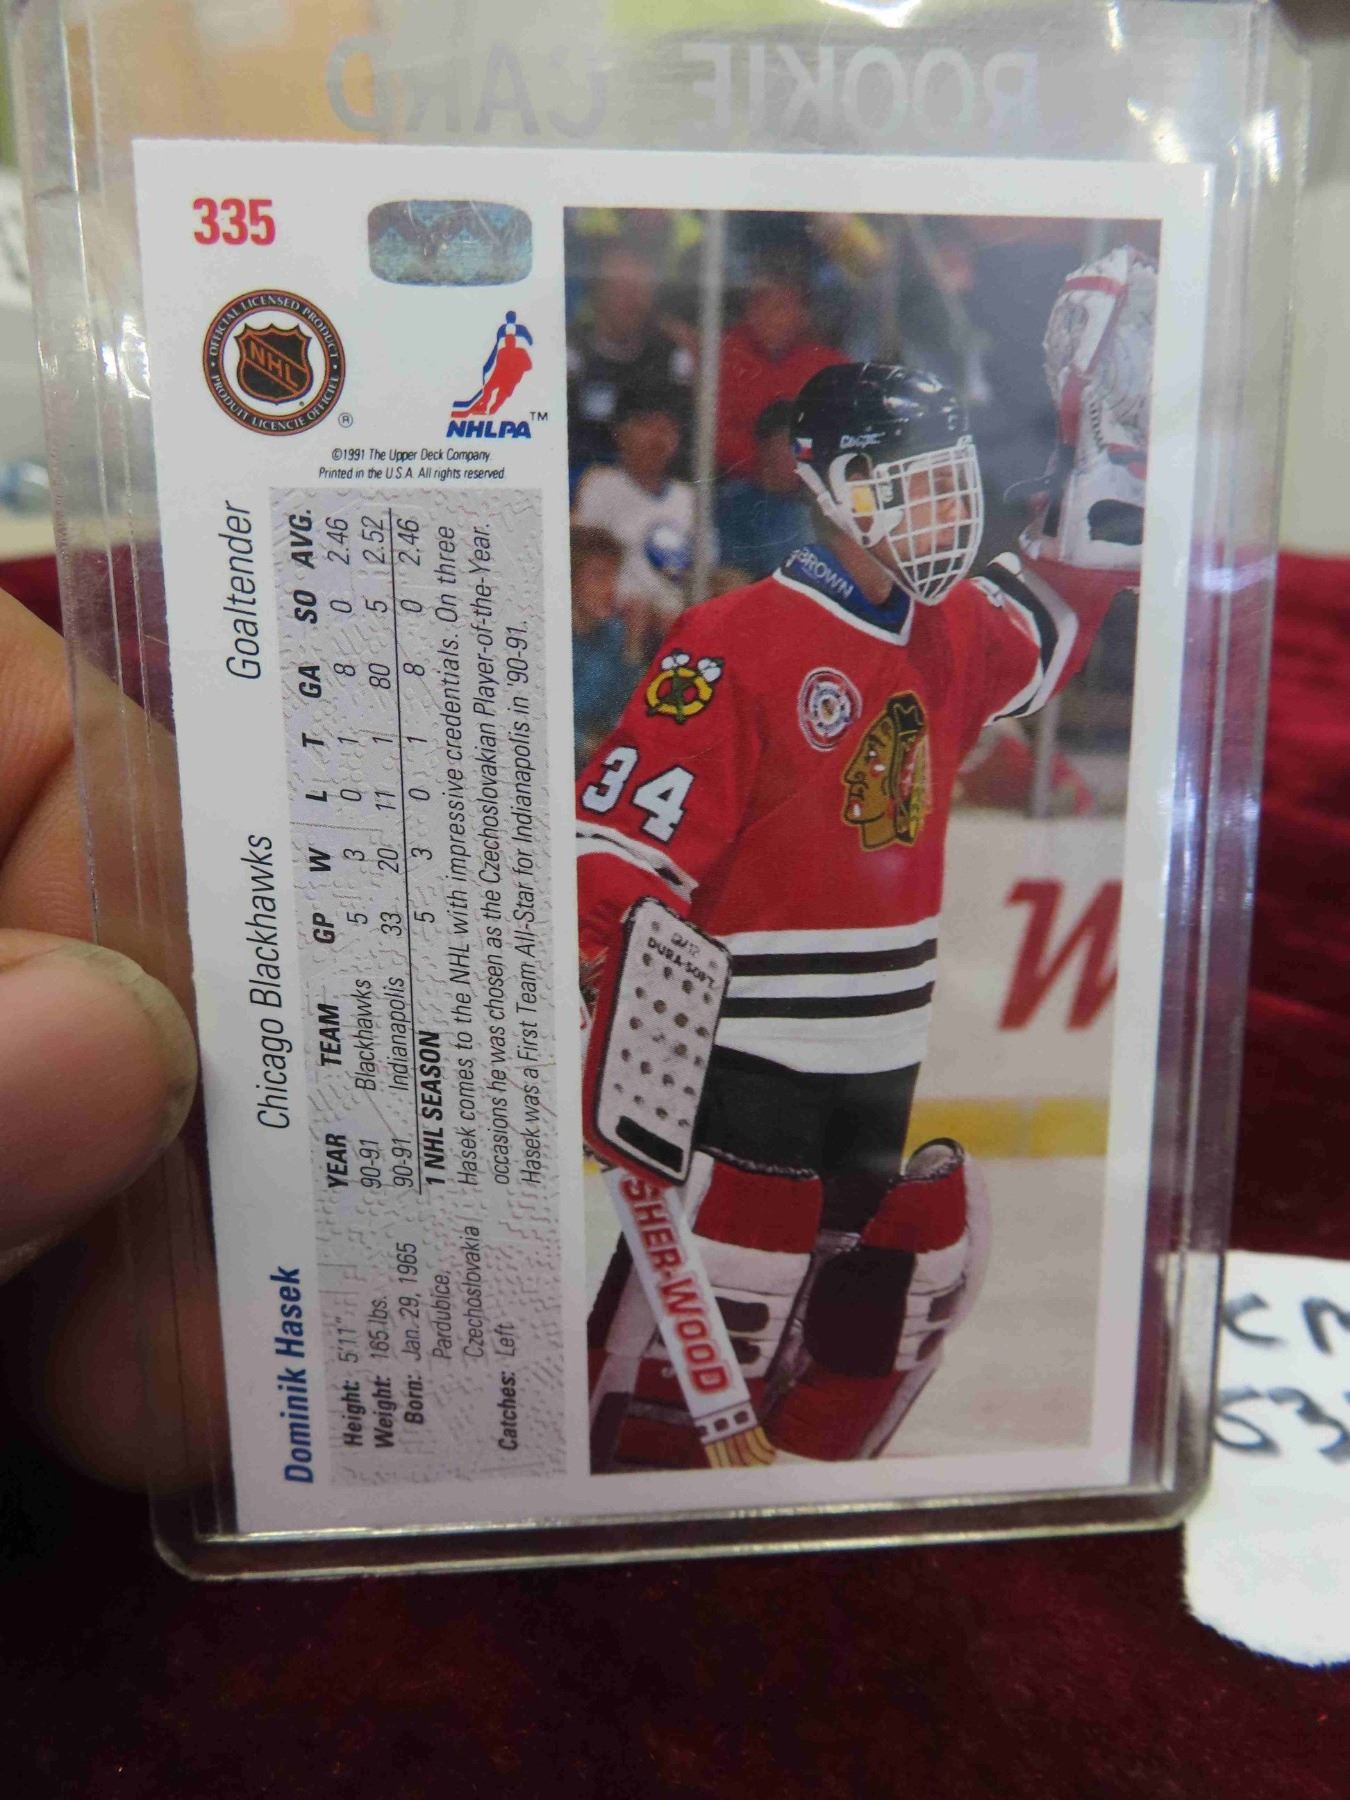 ROOKIE CARD
335
OFFICIAL LICENSED PRODUCT
NHL
PRODUIT LICENCIE OFFICIEL
®
NHLPA™
©1991 The Upper Deck Company.
Printed in the U.S.A. All rights reserved.
Dominik Hasek Chicago Blackhawks Goaltender
Height: 5'11"
Weight: 165 lbs.
Born: Jan. 29, 1965
Pardubice,
Czechoslovakia
Catches: Left
YEAR TEAM GP W L T GA SO AVG.
90-91 Blackhawks 5 3 0 1 8 0 2.46
90-91 Indianapolis 33 20 11 1 80 5 2.52
1 NHL SEASON 5 3 0 1 8 0 2.46
Hasek comes to the NHL with impressive credentials. On three
occasions he was chosen as the Czechoslovakian Player-of-the-Year.
Hasek was a First Team All-Star for Indianapolis in '90-91.
BROWN
34
DURA-SOFT
SHER-WOOD
W